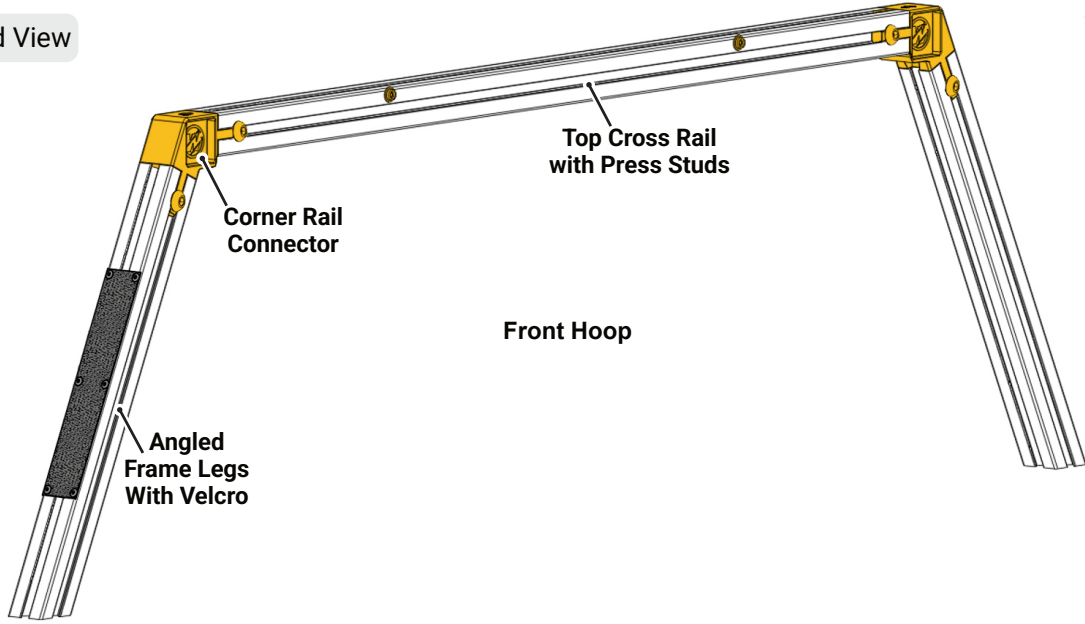 View
Top Cross Rail
with Press Studs
Corner Rail
Connector
Front Hoop
Angled
Frame Legs
With Velcro